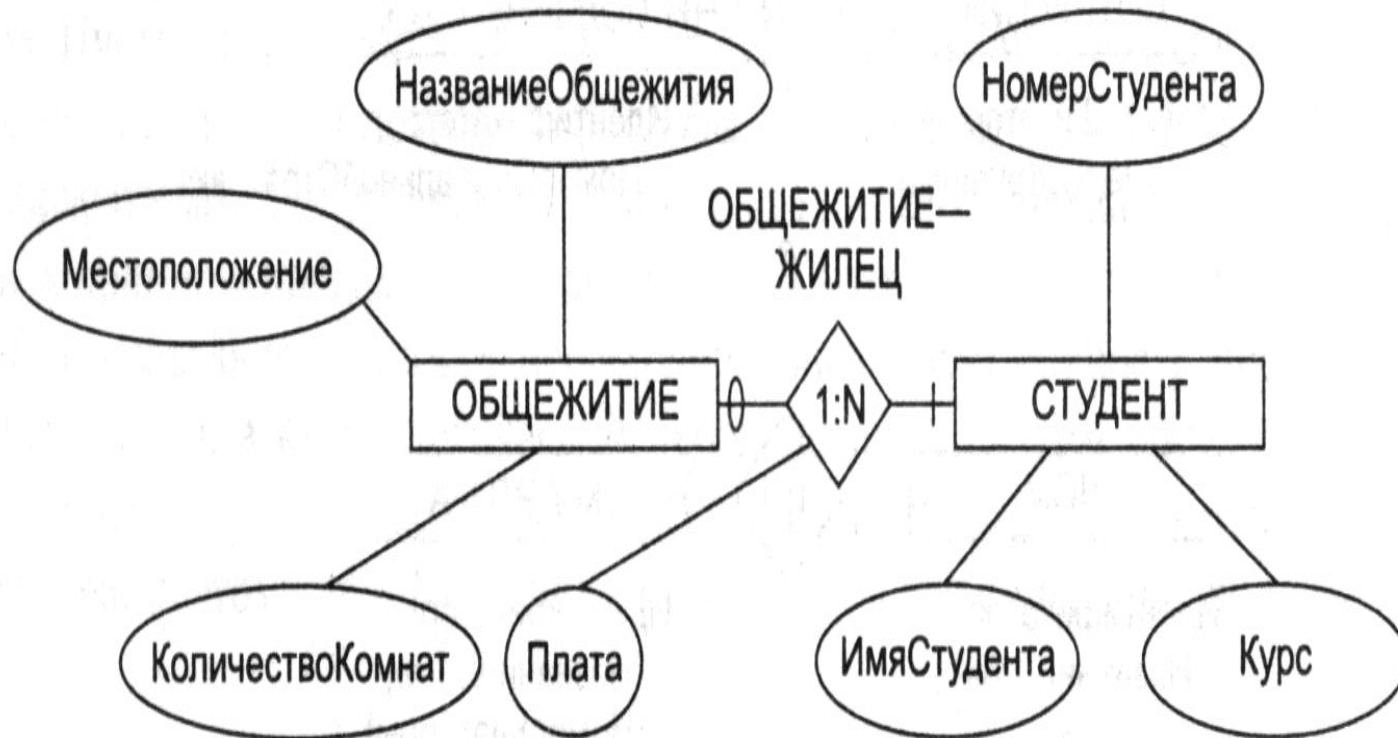 НазваниеОбщежития
НомерСтудента
ОБЩЕЖИТИЕ—
ЖИЛЕЦ
Местоположение
ОБЩЕЖИТИЕ
1:N
СТУДЕНТ
КоличествоКомнат
Плата
ИмяСтудента
Курс